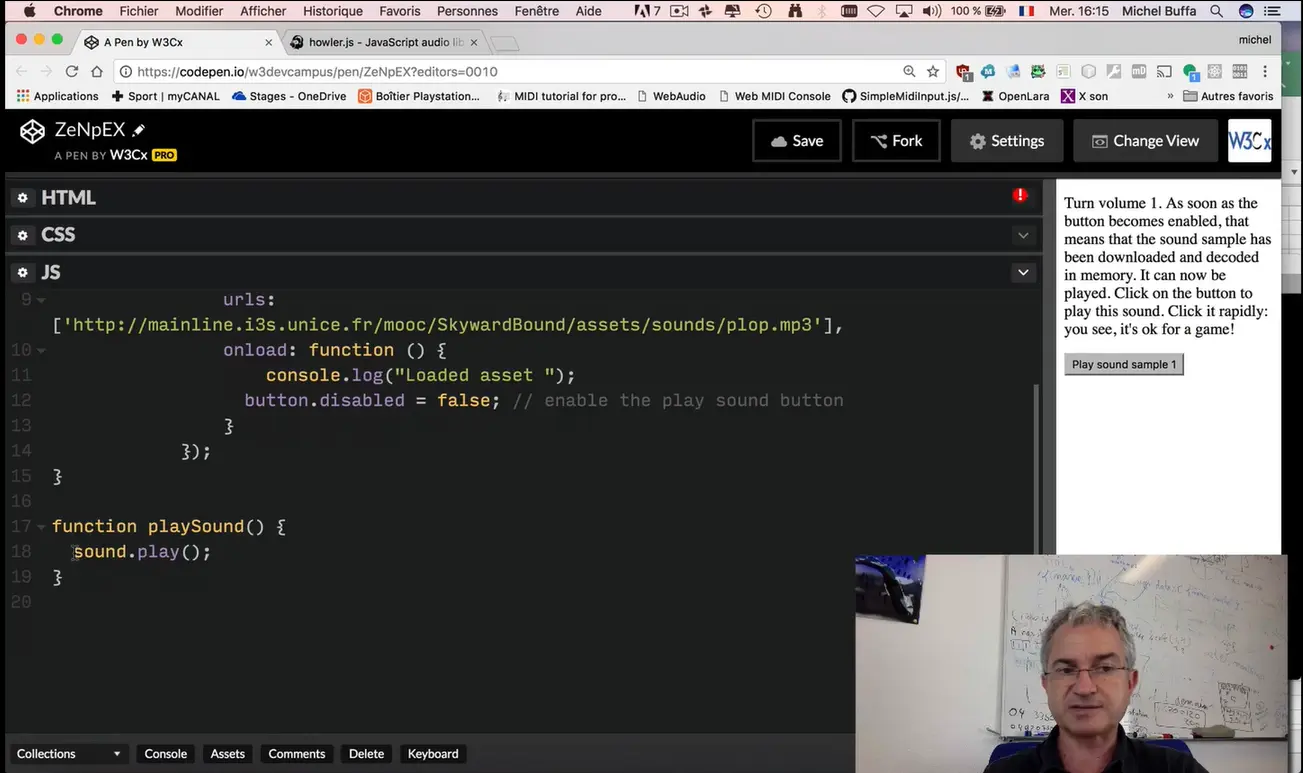 Chrome Fichier Modifier Afficher Historique Favoris Personnes Fenêtre Aide 7 100 % Mer. 16:15 Michel Buffa
A Pen by W3Cx howler.js - JavaScript audio lib michel
https://codepen.io/w3devcampus/pen/ZeNpEX?editors=0010
Applications Sport | myCANAL Stages - OneDrive Boîtier Playstation... MIDI tutorial for pro... WebAudio Web MIDI Console SimpleMidiInput.js/... OpenLara X son » Autres favoris
ZeNpEX
A PEN BY W3Cx PRO
Save Fork Settings Change View W3Cx
HTML
CSS
JS
9 urls:
['http://mainline.i3s.unice.fr/mooc/SkywardBound/assets/sounds/plop.mp3'],
10 onload: function () {
11 console.log("Loaded asset ");
12 button.disabled = false; // enable the play sound button
13 }
14 });
15 }
16
17 function playSound() {
18 sound.play();
19 }
20
Turn volume 1. As soon as the
button becomes enabled, that
means that the sound sample has
been downloaded and decoded
in memory. It can now be
played. Click on the button to
play this sound. Click it rapidly:
you see, it's ok for a game!
Play sound sample 1
Collections Console Assets Comments Delete Keyboard